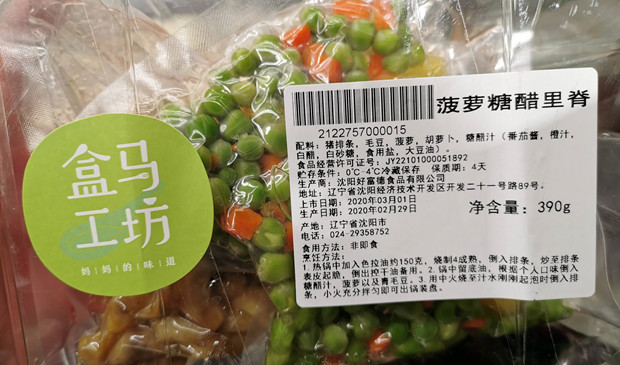 盒马
工坊
妈妈的味道
菠萝糖醋里脊
2122757000015
配料：猪排条，毛豆，菠萝，胡萝卜，糖醋汁（番茄酱，橙汁，
白醋，白砂糖，食用盐，大豆油）。
食品经营许可证号：JY22101000051892
贮存条件：0℃-4℃冷藏保存 保质期：4天
生产商：沈阳好富德食品有限公司
地址：辽宁省沈阳经济技术开发区开发二十一号路89号。
上市日期：2020年03月01日
生产日期：2020年02月29日
净含量：390g
产地：辽宁省沈阳市
电话：024-29358752
食用方法：非即食
烹饪方法：
1.热锅中加入色拉油约150克，烧制4成熟，倒入排条，炒至排条
表皮起脆，倒出控干油备用。2.锅中留底油，根据个人口味倒入
糖醋汁，菠萝以及青毛豆。3.用中火烧至汁水刚刚起泡时倒入排
条，小火充分拌匀即可出锅装盘。